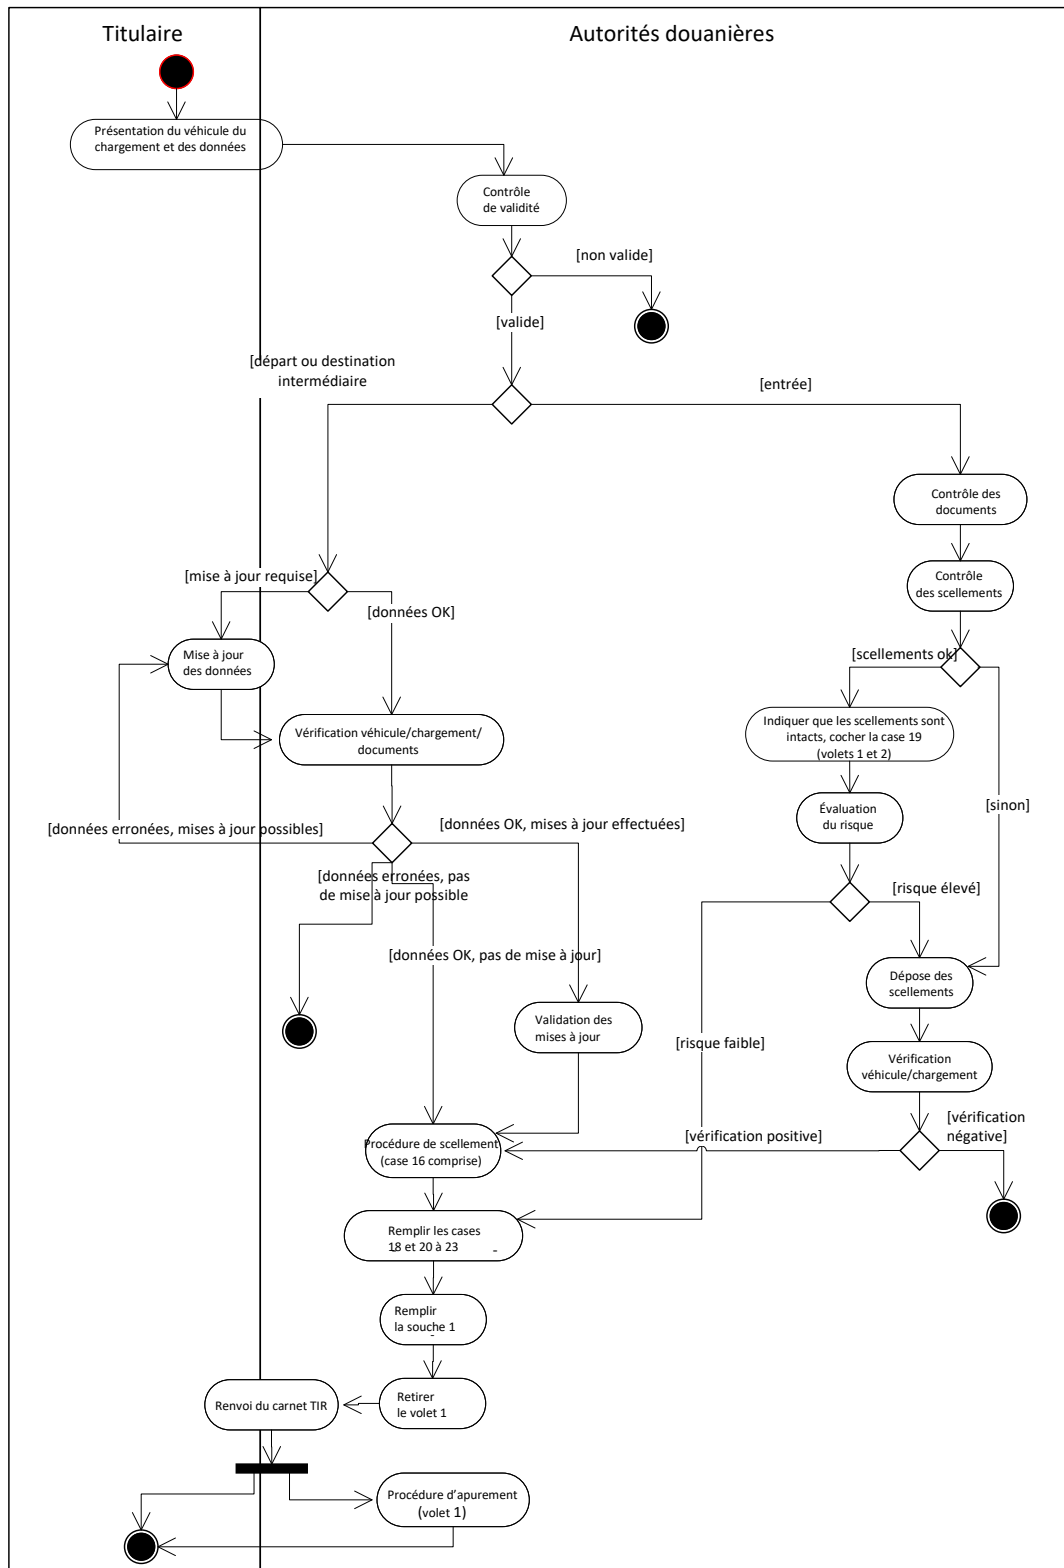 Titulaire
Autorités douanières
Présentation du véhicule du
chargement et des données
Contrôle
de validité
[non valide]
[valide]
[départ ou destination
intermédiaire
[entrée]
Contrôle des
documents
Contrôle
des scellements
[mise à jour requise]
[données OK]
Mise à jour
des données
[scellements ok]
Vérification véhicule/chargement/
documents
Indiquer que les scellements sont
intacts, cocher la case 19
(volets 1 et 2)
[sinon]
Évaluation
du risque
[données erronées, mises à jour possibles]
[données OK, mises à jour effectuées]
[données erronées, pas
de mise à jour possible
[risque élevé]
[données OK, pas de mise à jour]
Dépose des
scellements
Validation des
mises à jour
[risque faible]
Vérification
véhicule/chargement
[vérification
négative]
[vérification positive]
Procédure de scellement
(case 16 comprise)
Remplir les cases
18 et 20 à 23
Remplir
la souche 1
Retirer
le volet 1
Renvoi du carnet TIR
Procédure d'apurement
(volet 1)